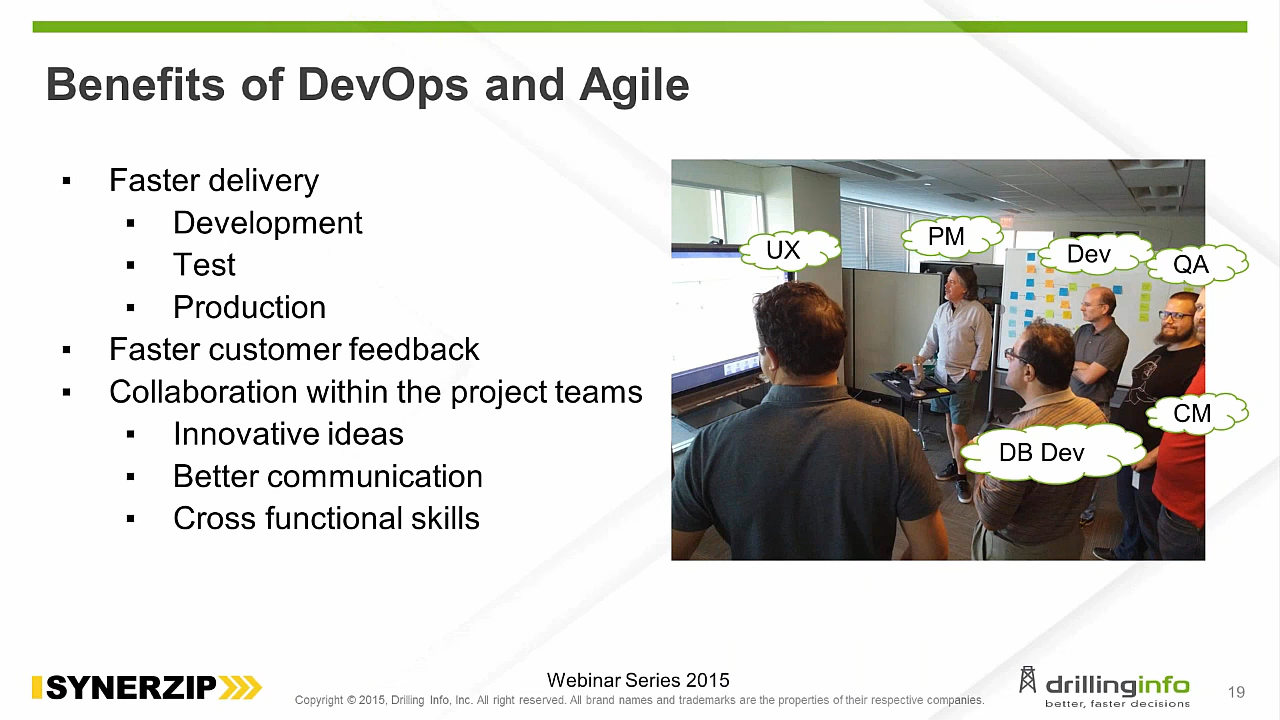 Benefits of DevOps and Agile
▪ Faster delivery
▪ Development
▪ Test
▪ Production
▪ Faster customer feedback
▪ Collaboration within the project teams
▪ Innovative ideas
▪ Better communication
▪ Cross functional skills
UX
PM
Dev
QA
CM
DB Dev
SYNERZIP
Webinar Series 2015
Copyright © 2015, Drilling Info, Inc. All right reserved. All brand names and trademarks are the properties of their respective companies.
drillinginfo
better, faster decisions
19